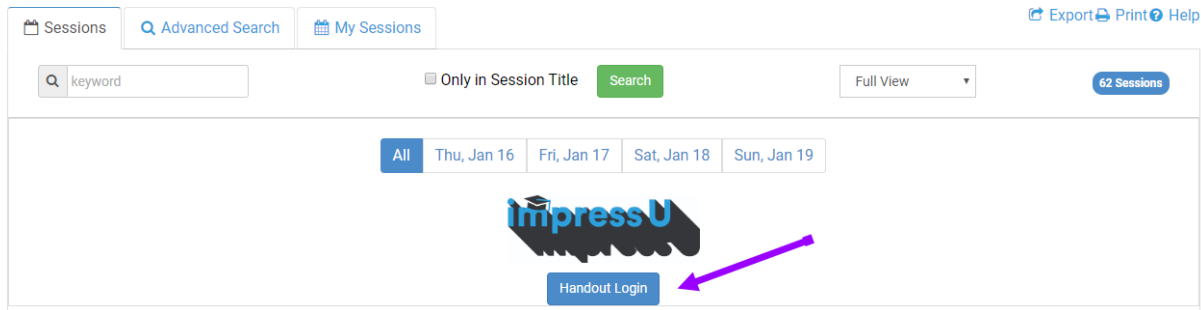 Sessions Advanced Search My Sessions Export Print Help
keyword Only in Session Title Search Full View 62 Sessions
All Thu, Jan 16 Fri, Jan 17 Sat, Jan 18 Sun, Jan 19
impress U
Handout Login